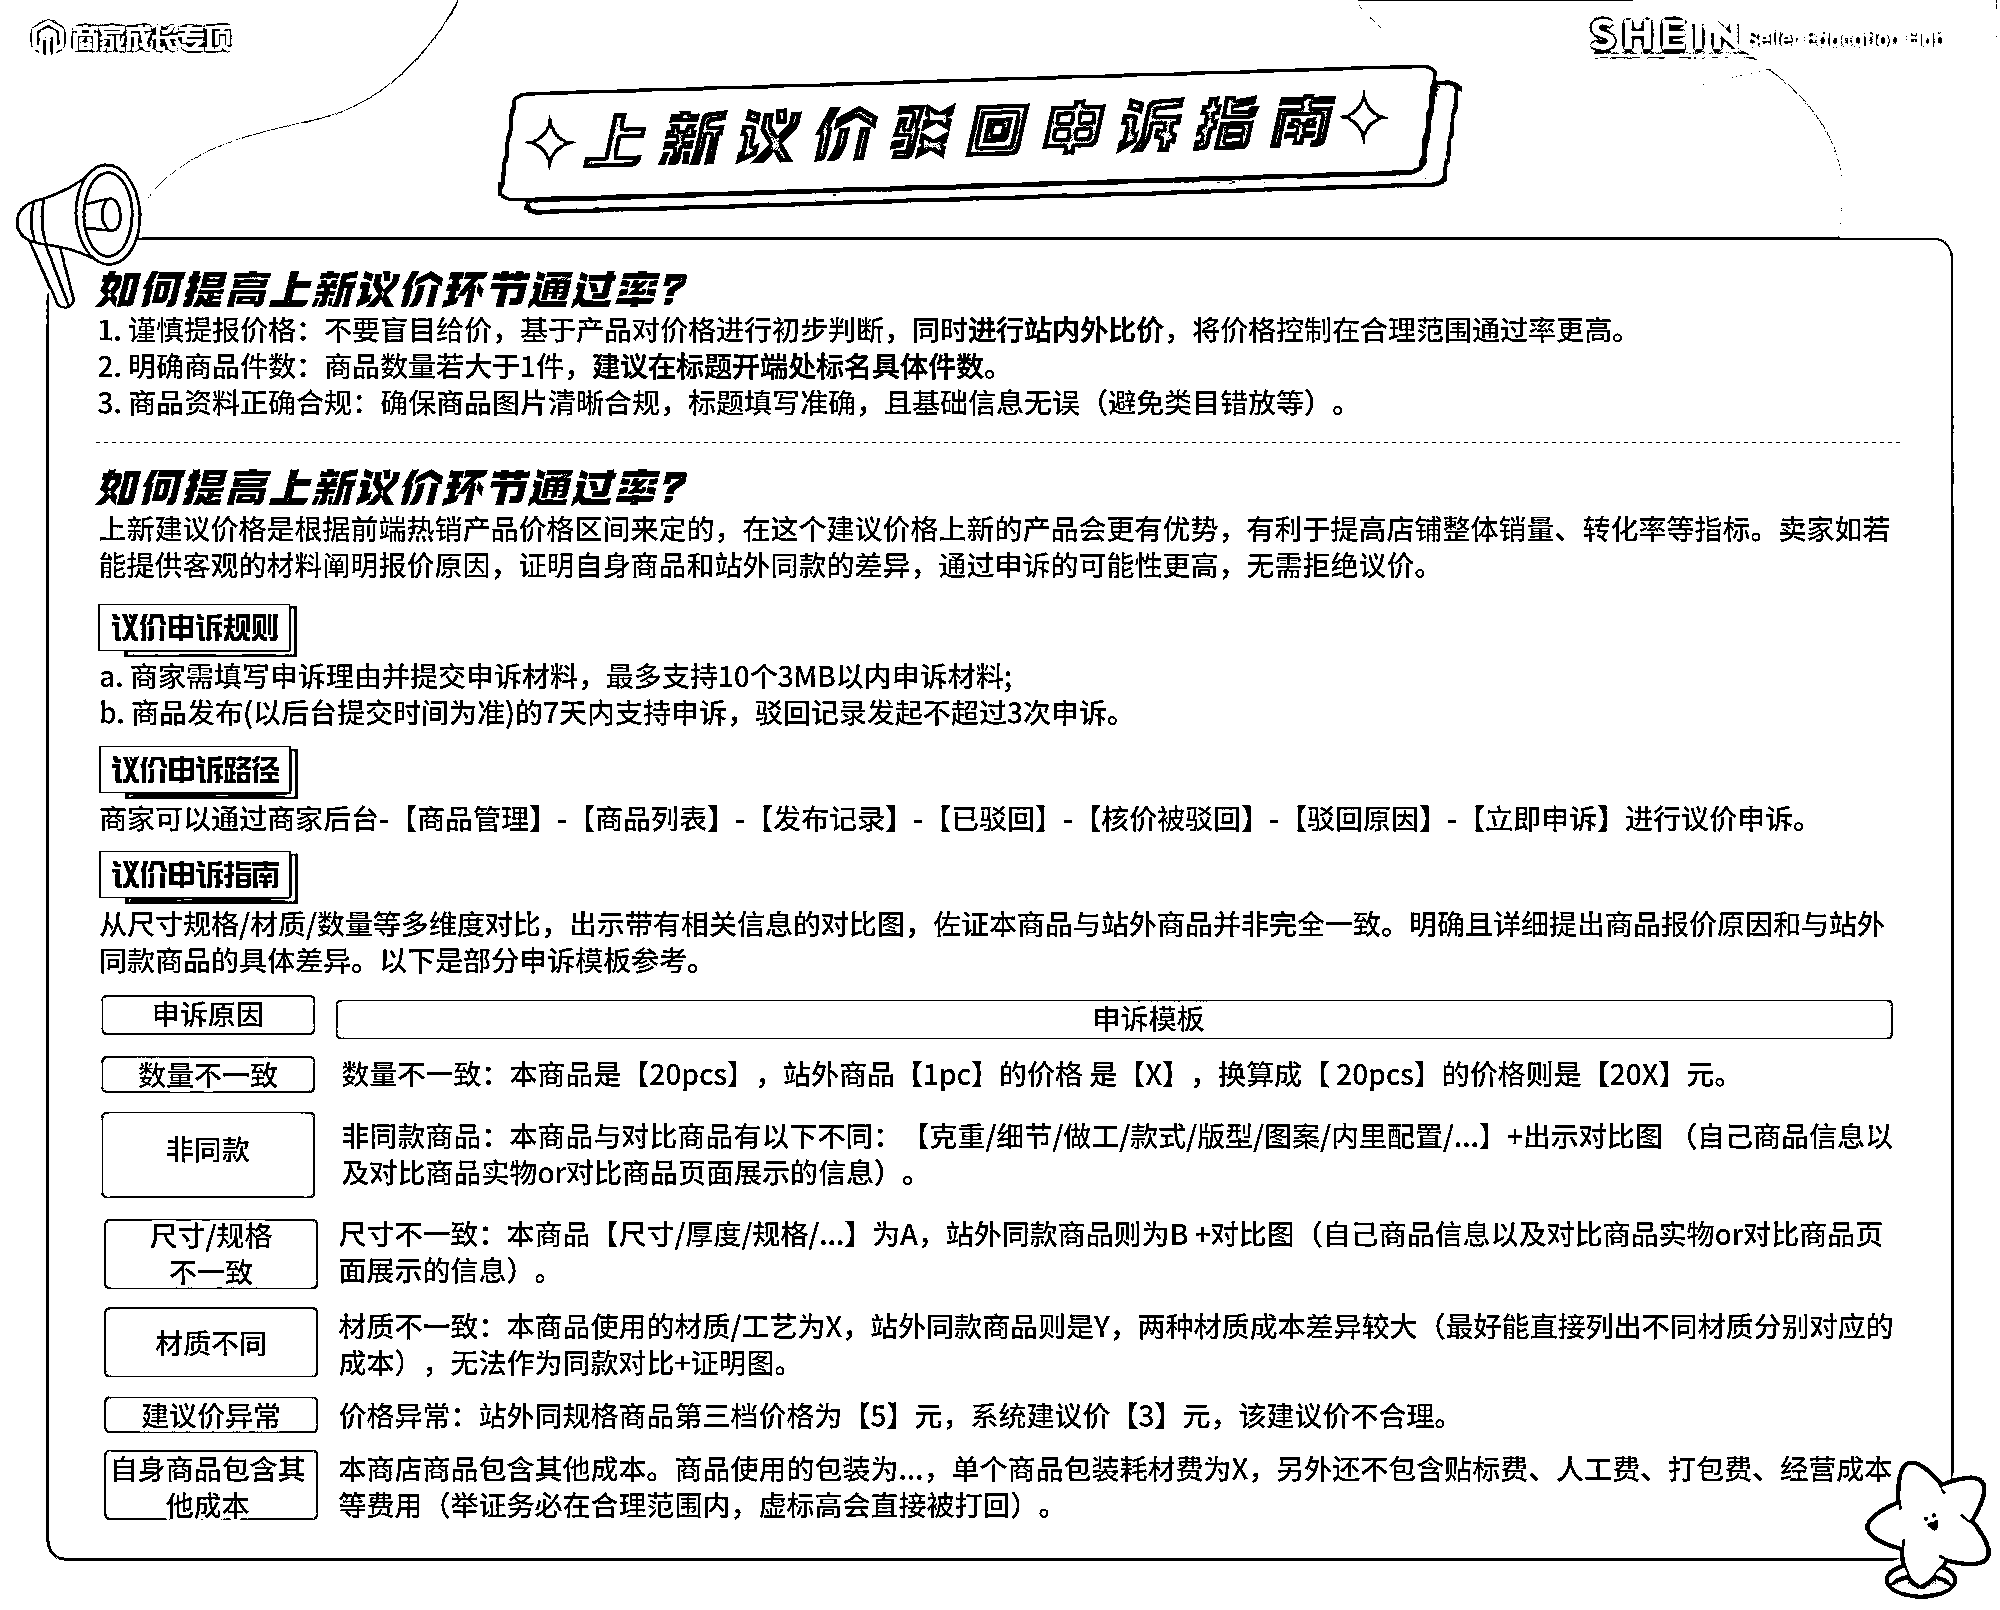 商家成长专项
SHEIN Seller Education Hub
上新议价驳回申诉指南
如何提高上新议价环节通过率？
1. 谨慎提报价格：不要盲目给价，基于产品对价格进行初步判断，同时进行站内外比价，将价格控制在合理范围通过率更高。
2. 明确商品件数：商品数量若大于1件，建议在标题开端处标名具体件数。
3. 商品资料正确合规：确保商品图片清晰合规，标题填写准确，且基础信息无误（避免类目错放等）。
如何提高上新议价环节通过率？
上新建议价格是根据前端热销产品价格区间来定的，在这个建议价格上新的产品会更有优势，有利于提高店铺整体销量、转化率等指标。卖家如若
能提供客观的材料阐明报价原因，证明自身商品和站外同款的差异，通过申诉的可能性更高，无需拒绝议价。
议价申诉规则
a. 商家需填写申诉理由并提交申诉材料，最多支持10个3MB以内申诉材料;
b. 商品发布(以后台提交时间为准)的7天内支持申诉，驳回记录发起不超过3次申诉。
议价申诉路径
商家可以通过商家后台-【商品管理】-【商品列表】-【发布记录】-【已驳回】-【核价被驳回】-【驳回原因】-【立即申诉】进行议价申诉。
议价申诉指南
从尺寸规格/材质/数量等多维度对比，出示带有相关信息的对比图，佐证本商品与站外商品并非完全一致。明确且详细提出商品报价原因和与站外
同款商品的具体差异。以下是部分申诉模板参考。
申诉原因
申诉模板
数量不一致
数量不一致：本商品是【20pcs】，站外商品【1pc】的价格 是【X】，换算成【 20pcs】的价格则是【20X】元。
非同款
非同款商品：本商品与对比商品有以下不同：【克重/细节/做工/款式/版型/图案/内里配置/...】+出示对比图 （自己商品信息以
及对比商品实物or对比商品页面展示的信息）。
尺寸/规格
不一致
尺寸不一致：本商品【尺寸/厚度/规格/...】为A，站外同款商品则为B +对比图（自己商品信息以及对比商品实物or对比商品页
面展示的信息）。
材质不同
材质不一致：本商品使用的材质/工艺为X，站外同款商品则是Y，两种材质成本差异较大（最好能直接列出不同材质分别对应的
成本），无法作为同款对比+证明图。
建议价异常
价格异常：站外同规格商品第三档价格为【5】元，系统建议价【3】元，该建议价不合理。
自身商品包含其
他成本
本商店商品包含其他成本。商品使用的包装为...，单个商品包装耗材费为X，另外还不包含贴标费、人工费、打包费、经营成本
等费用（举证务必在合理范围内，虚标高会直接被打回）。